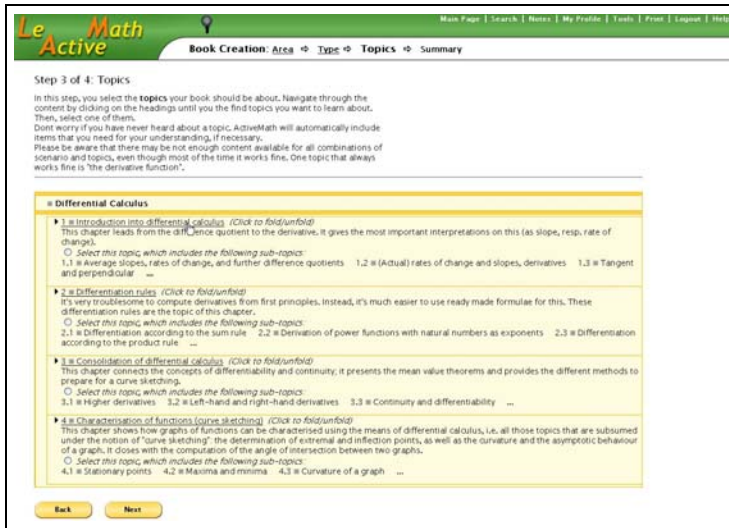 Le Math
Active
Main Page | Search | Notes | My Profile | Tools | Print | Logout | Help
Book Creation: Area ⇨ Type ⇨ Topics ⇨ Summary
Step 3 of 4: Topics
In this step, you select the topics your book should be about. Navigate through the
content by clicking on the headings until you the find topics you want to learn about.
Then, select one of them.
Dont worry if you have never heard about a topic. ActiveMath will automatically include
items that you need for your understanding, if necessary.
Please be aware that there may be not enough content available for all combinations of
scenario and topics, even though most of the time it works fine. One topic that always
works fine is "the derivative function".
Differential Calculus
1 Introduction into differential calculus (Click to fold/unfold)
This chapter leads from the difference quotient to the derivative. It gives the most important interpretations on this (as slope, resp. rate of
change).
Select this topic, which includes the following sub-topics:
1.1 Average slopes, rates of change, and further difference quotients 1.2 (Actual) rates of change and slopes, derivatives 1.3 Tangent
and perpendicular ...
2 Differentiation rules (Click to fold/unfold)
It's very troublesome to compute derivatives from first principles. Instead, it's much easier to use ready made formulae for this. These
differentiation rules are the topic of this chapter.
Select this topic, which includes the following sub-topics:
2.1 Differentiation according to the sum rule 2.2 Derivation of power functions with natural numbers as exponents 2.3 Differentiation
according to the product rule ...
3 Consolidation of differential calculus (Click to fold/unfold)
This chapter connects the concepts of differentiability and continuity; it presents the mean value theorems and provides the different methods to
prepare for a curve sketching.
Select this topic, which includes the following sub-topics:
3.1 Higher derivatives 3.2 Left-hand and right-hand derivatives 3.3 Continuity and differentiability ...
4 Characterisation of functions (curve sketching) (Click to fold/unfold)
This chapter shows how graphs of functions can be characterised using the means of differential calculus, i.e. all those topics that are subsumed
under the notion of "curve sketching": the determination of extremal and inflection points, as well as the curvature and the asymptotic behaviour
of a graph. It closes with the computation of the angle of intersection between two graphs.
Select this topic, which includes the following sub-topics:
4.1 Stationary points 4.2 Maxima and minima 4.3 Curvature of a graph ...
Back Next